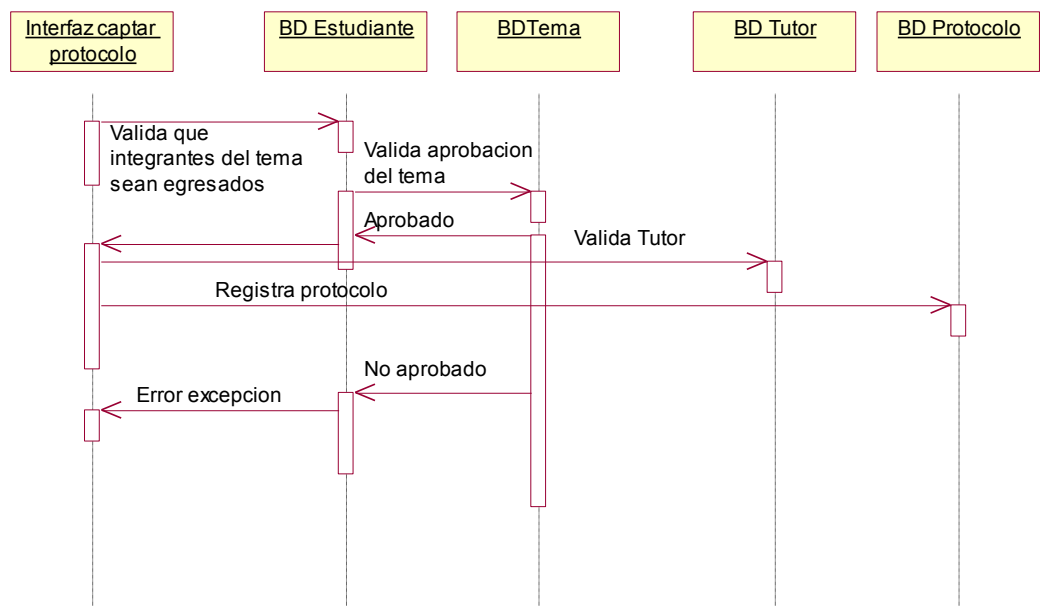 Interfaz captar
protocolo
BD Estudiante
BDTema
BD Tutor
BD Protocolo
Valida que
integrantes del tema
sean egresados
Valida aprobacion
del tema
Aprobado
Valida Tutor
Registra protocolo
No aprobado
Error excepcion